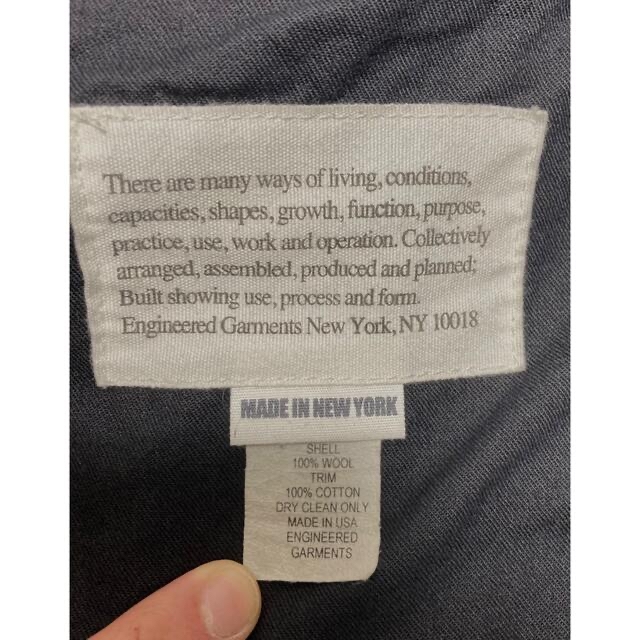 There are many ways of living, conditions,
capacities, shapes, growth, function, purpose,
practice, use, work and operation. Collectively
arranged, assembled, produced and planned;
Built showing use, process and form.
Engineered Garments New York, NY 10018
MADE IN NEW YORK
SHELL
100% WOOL
TRIM
100% COTTON
DRY CLEAN ONLY
MADE IN USA
ENGINEERED
GARMENTS